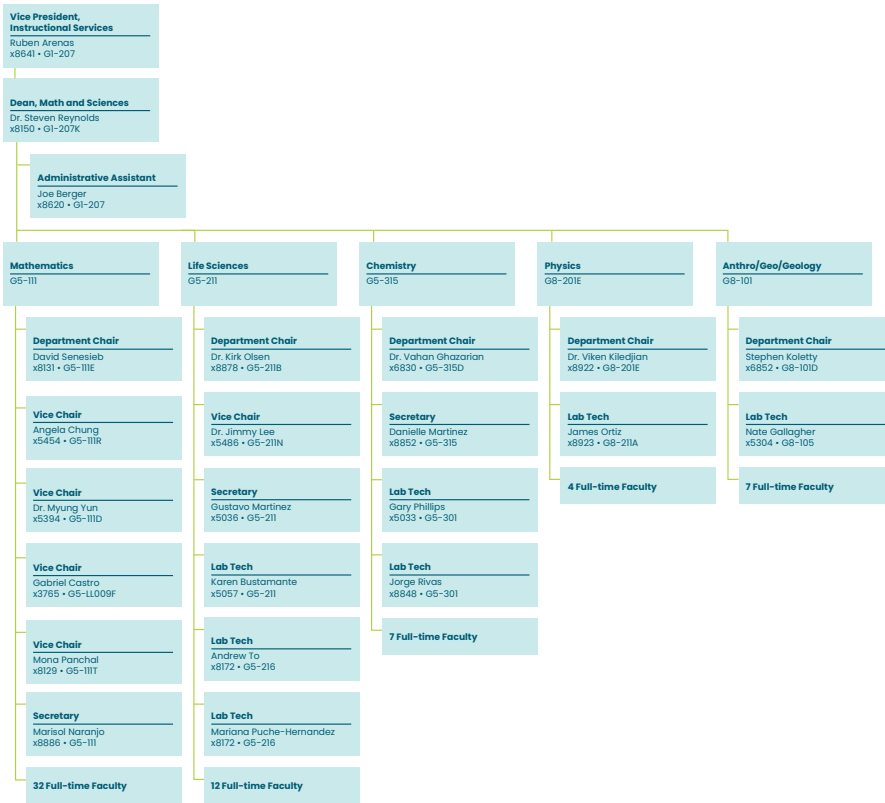 Vice President,
Instructional Services
Ruben Arenas
x8641 • G1-207
Dean, Math and Sciences
Dr. Steven Reynolds
x8150 • G1-207K
Administrative Assistant
Joe Berger
x8620 • G1-207
Mathematics
G5-111
Department Chair
David Senesieb
x8131 • G5-111E
Vice Chair
Angela Chung
x5454 • G5-111R
Vice Chair
Dr. Myung Yun
x5394 • G5-111D
Vice Chair
Gabriel Castro
x3765 • G5-LL009F
Vice Chair
Mona Panchal
x8129 • G5-111T
Secretary
Marisol Naranjo
x8886 • G5-111
32 Full-time Faculty
Life Sciences
G5-211
Department Chair
Dr. Kirk Olsen
x8878 • G5-211B
Vice Chair
Dr. Jimmy Lee
x5486 • G5-211N
Secretary
Gustavo Martinez
x5036 • G5-211
Lab Tech
Karen Bustamante
x5057 • G5-211
Lab Tech
Andrew To
x8172 • G5-216
Lab Tech
Mariana Puche-Hernandez
x8172 • G5-216
12 Full-time Faculty
Chemistry
G5-315
Department Chair
Dr. Vahan Ghazarian
x6830 • G5-315D
Secretary
Danielle Martinez
x8852 • G5-315
Lab Tech
Gary Phillips
x5033 • G5-301
Lab Tech
Jorge Rivas
x8848 • G5-301
7 Full-time Faculty
Physics
G8-201E
Department Chair
Dr. Viken Kiledjian
x8922 • G8-201E
Lab Tech
James Ortiz
x8923 • G8-211A
4 Full-time Faculty
Anthro/Geo/Geology
G8-101
Department Chair
Stephen Koletty
x6852 • G8-101D
Lab Tech
Nate Gallagher
x5304 • G8-105
7 Full-time Faculty